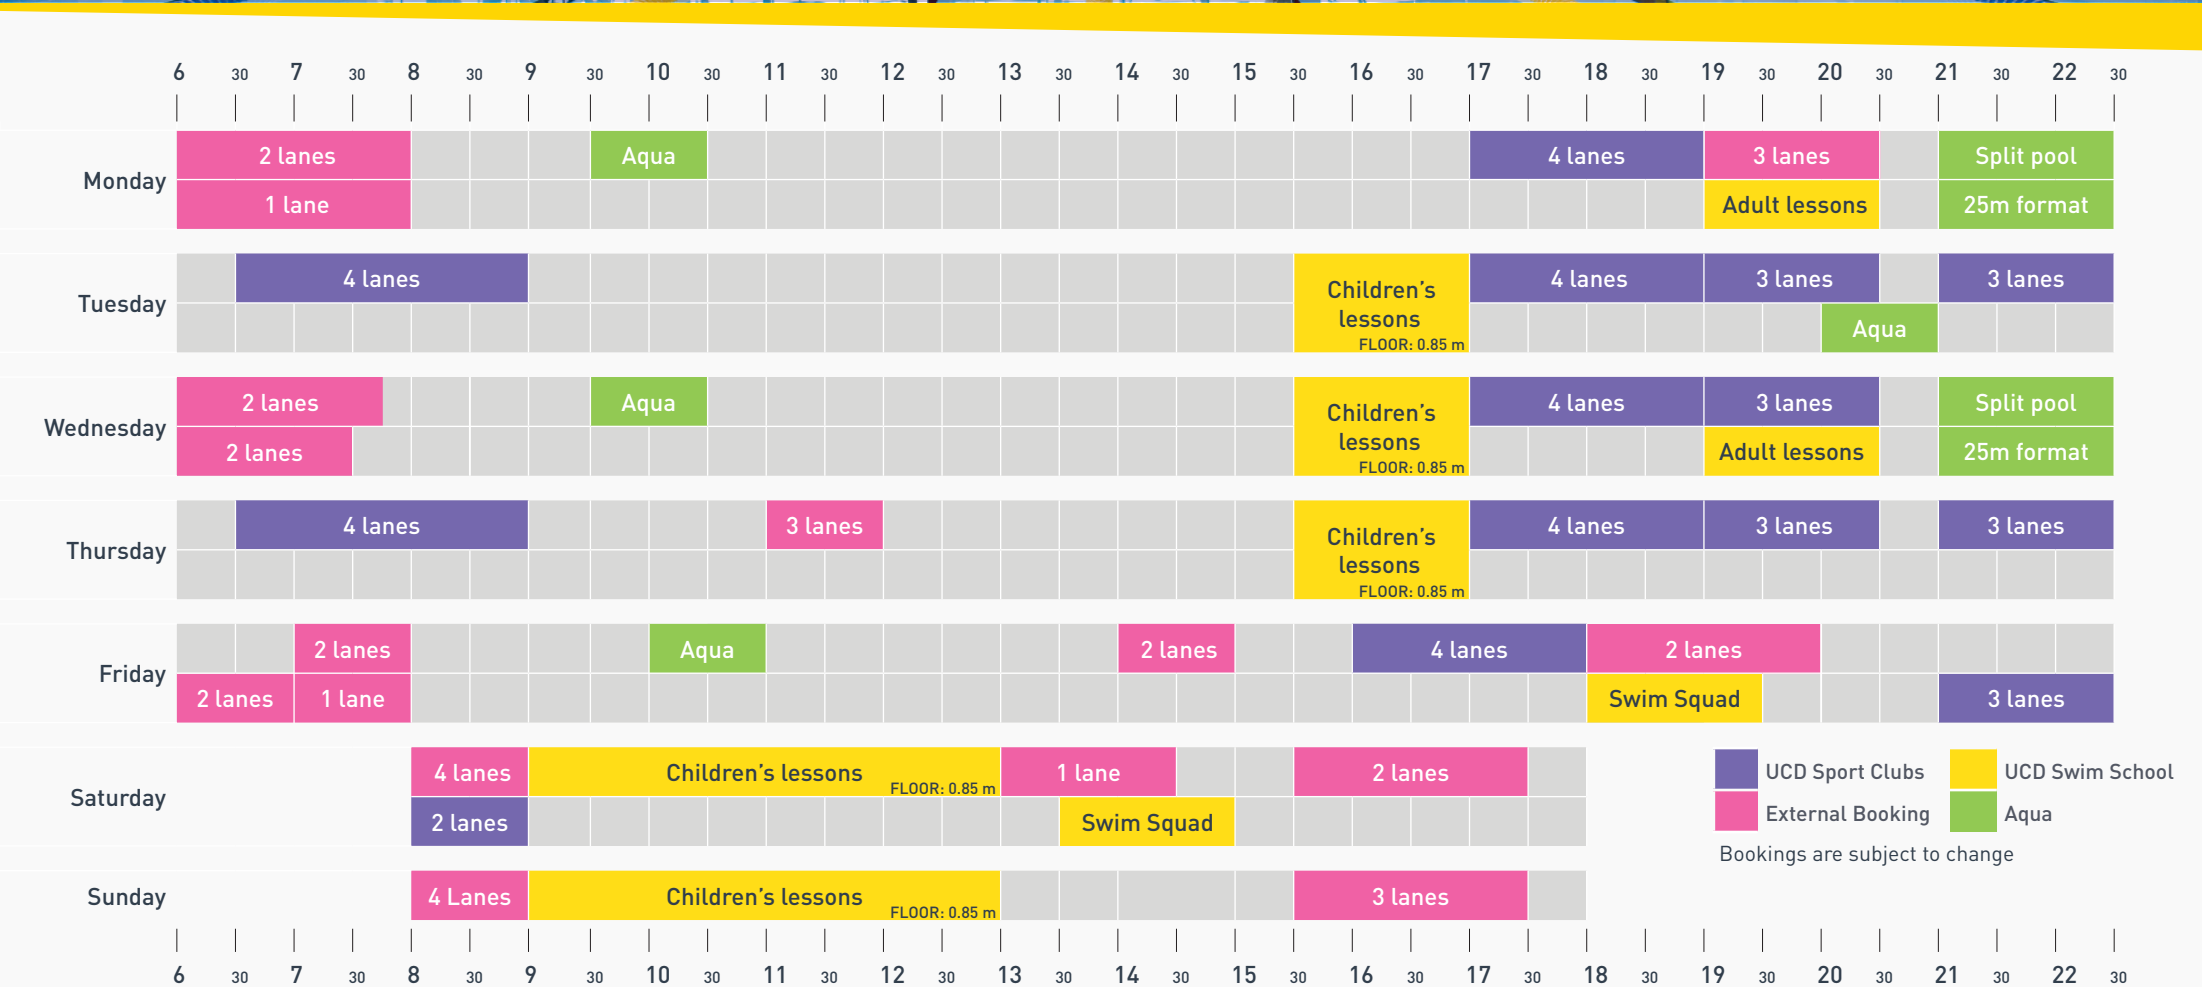 6 30 7 30 8 30 9 30 10 30 11 30 12 30 13 30 14 30 15 30 16 30 17 30 18 30 19 30 20 30 21 30 22 30
Monday
2 lanes Aqua 4 lanes 3 lanes Split pool
1 lane Adult lessons 25m format
Tuesday
4 lanes Children’s lessons 4 lanes 3 lanes 3 lanes
FLOOR: 0.85 m Aqua
Wednesday
2 lanes Aqua Children’s lessons 4 lanes 3 lanes Split pool
2 lanes FLOOR: 0.85 m Adult lessons 25m format
Thursday
4 lanes 3 lanes Children’s lessons 4 lanes 3 lanes 3 lanes
FLOOR: 0.85 m
Friday
2 lanes Aqua 2 lanes 4 lanes 2 lanes
2 lanes 1 lane Swim Squad 3 lanes
Saturday
4 lanes Children’s lessons FLOOR: 0.85 m 1 lane 2 lanes
2 lanes Swim Squad
Sunday
4 Lanes Children’s lessons FLOOR: 0.85 m 3 lanes
UCD Sport Clubs UCD Swim School
External Booking Aqua
Bookings are subject to change
6 30 7 30 8 30 9 30 10 30 11 30 12 30 13 30 14 30 15 30 16 30 17 30 18 30 19 30 20 30 21 30 22 30